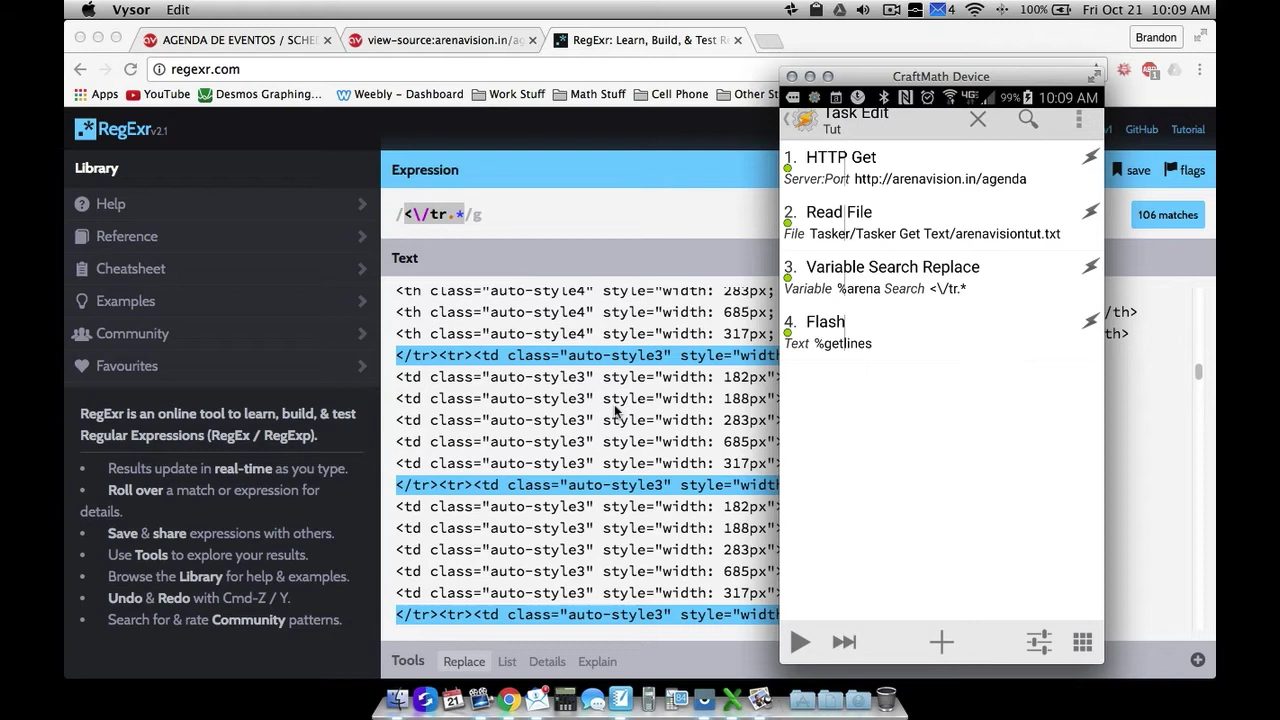 Vysor Edit 4 100% Fri Oct 21 10:09 AM
AGENDA DE EVENTOS / SCHE view-source:arenavision.in/ag RegExr: Learn, Build, & Test R Brandon
regexr.com
Apps YouTube Desmos Graphing... Weebly - Dashboard Work Stuff Math Stuff Cell Phone Other St
RegExr v2.1
v1 GitHub Tutorial
Library
Help
Reference
Cheatsheet
Examples
Community
Favourites
RegExr is an online tool to learn, build, & test
Regular Expressions (RegEx / RegExp).
• Results update in real-time as you type.
• Roll over a match or expression for
details.
• Save & share expressions with others.
• Use Tools to explore your results.
• Browse the Library for help & examples.
• Undo & Redo with Cmd-Z / Y.
• Search for & rate Community patterns.
Expression
save flags
/<\/tr.*/g
106 matches
Text
<th class="auto-style4" style="width: 283px;
<th class="auto-style4" style="width: 685px; /th>
<th class="auto-style4" style="width: 317px; th>
</tr><tr><td class="auto-style3" style="width
<td class="auto-style3" style="width: 182px">
<td class="auto-style3" style="width: 188px">
<td class="auto-style3" style="width: 283px">
<td class="auto-style3" style="width: 685px">
<td class="auto-style3" style="width: 317px">
</tr><tr><td class="auto-style3" style="width
<td class="auto-style3" style="width: 182px">
<td class="auto-style3" style="width: 188px">
<td class="auto-style3" style="width: 283px">
<td class="auto-style3" style="width: 685px">
<td class="auto-style3" style="width: 317px">
</tr><tr><td class="auto-style3" style="width
Tools Replace List Details Explain
CraftMath Device
4G 99% 10:09 AM
Task Edit
Tut
1. HTTP Get
Server:Port http://arenavision.in/agenda
2. Read File
File Tasker/Tasker Get Text/arenavisiontut.txt
3. Variable Search Replace
Variable %arena Search <\/tr.*
4. Flash
Text %getlines